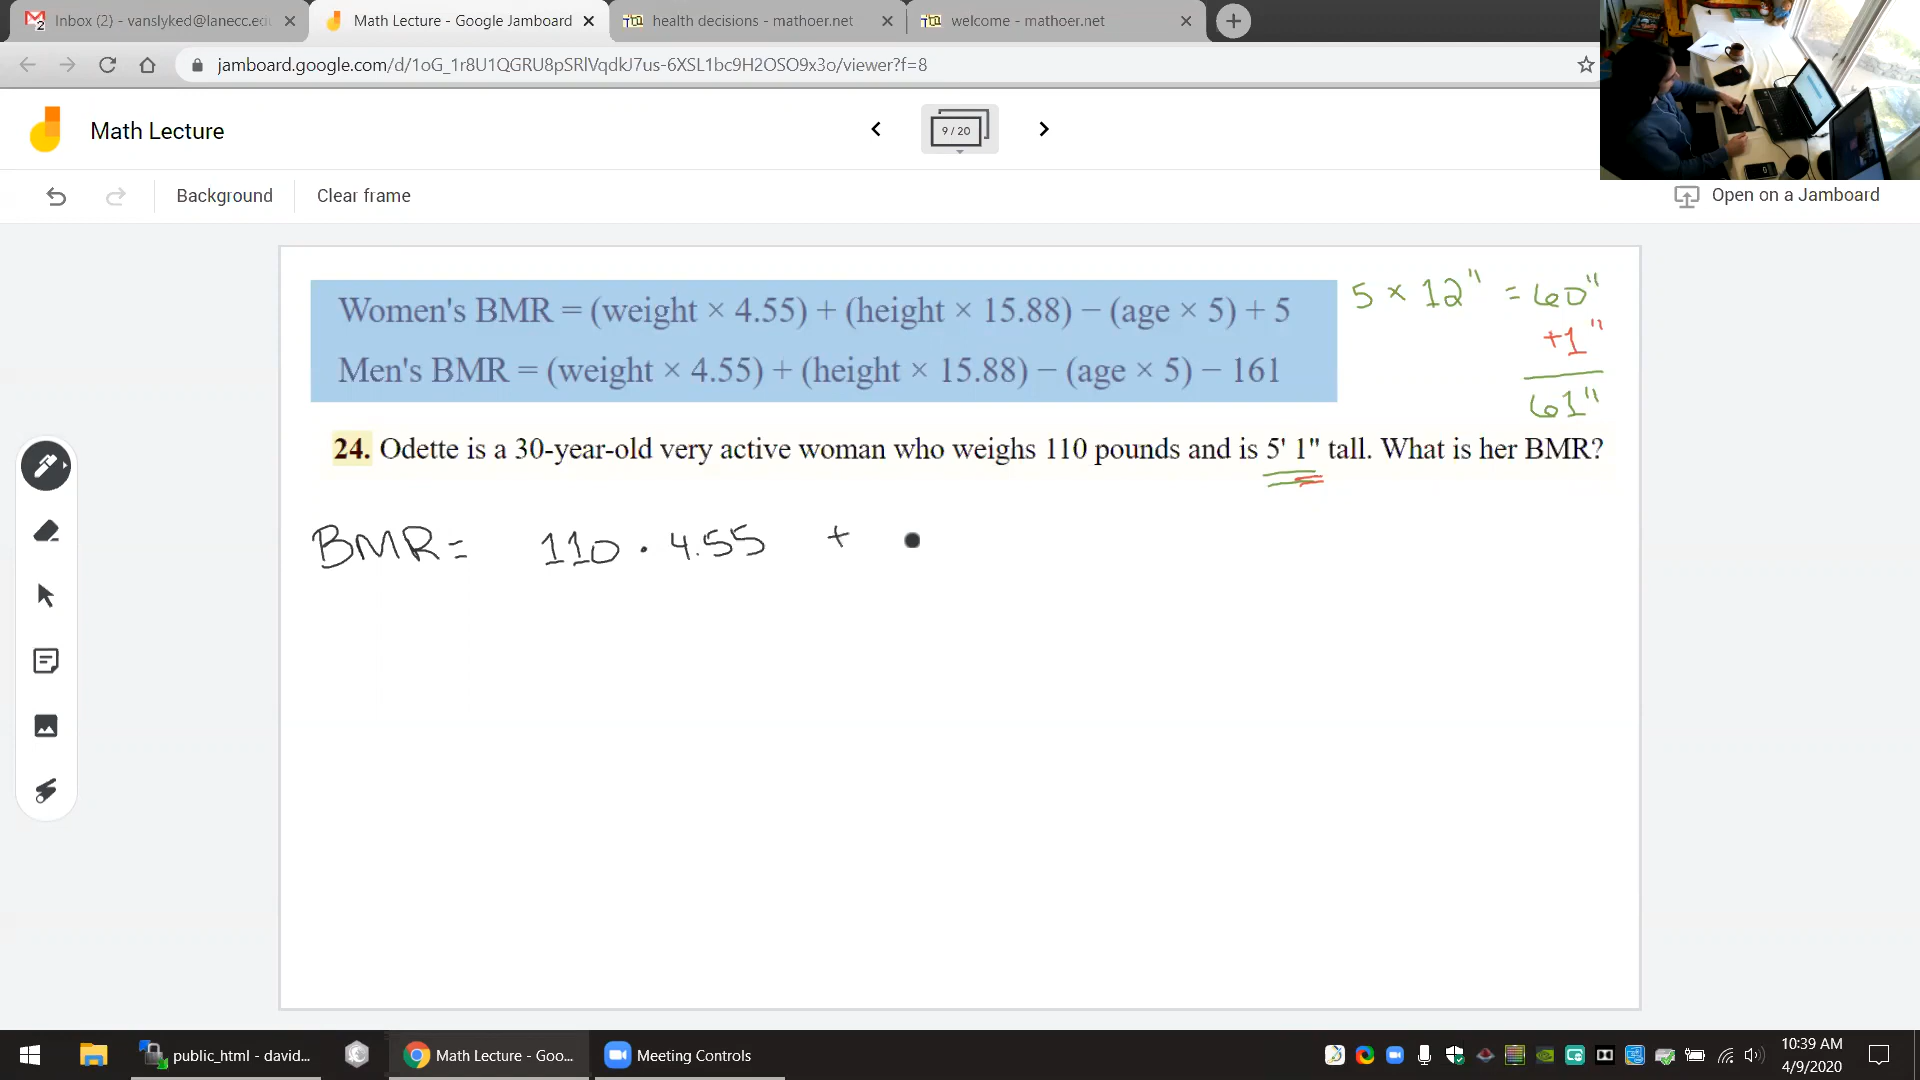 Inbox (2) - vanslyked@lanecc.edu
Math Lecture - Google Jamboard
health decisions - mathoer.net
welcome - mathoer.net
jamboard.google.com/d/1oG_1r8U1QGRU8pSRlVqdkJ7us-6XSL1bc9H2OSO9x3o/viewer?f=8
Math Lecture
9 / 20
Background
Clear frame
Open on a Jamboard
Women's BMR = (weight × 4.55) + (height × 15.88) − (age × 5) + 5
Men's BMR = (weight × 4.55) + (height × 15.88) − (age × 5) − 161
5 × 12" = 60"
+1"
61"
24. Odette is a 30-year-old very active woman who weighs 110 pounds and is 5' 1" tall. What is her BMR?
BMR = 110 · 4.55 +
public_html - david...
Math Lecture - Goo...
Meeting Controls
10:39 AM
4/9/2020